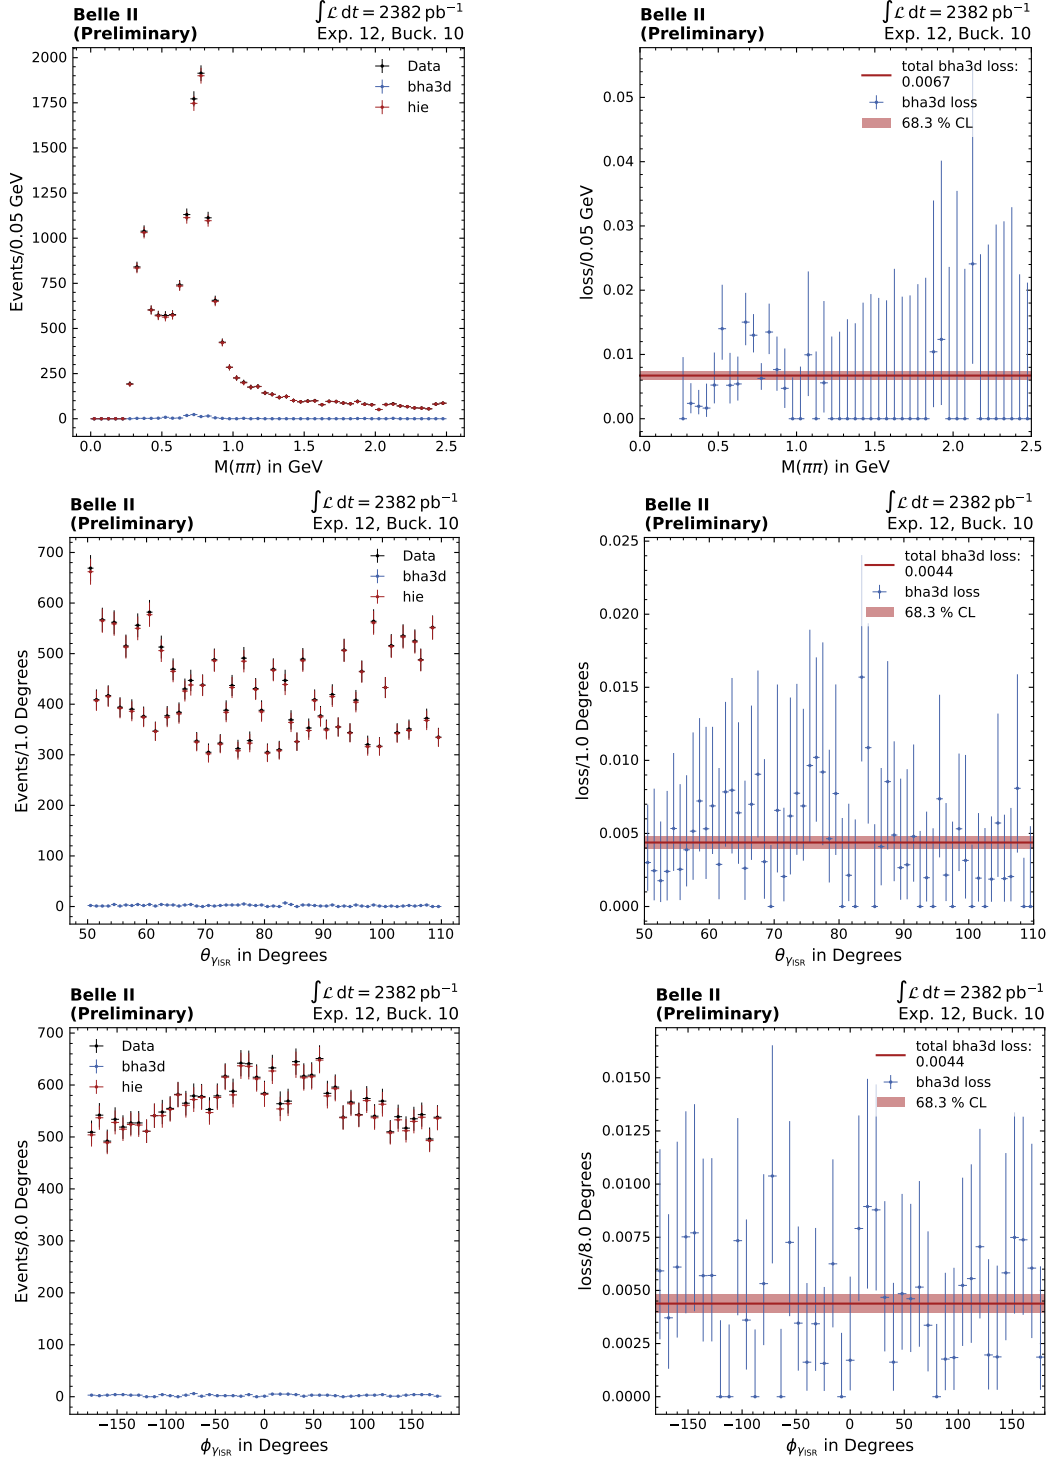 Belle II
(Preliminary)
∫ℒ dt = 2382 pb⁻¹
Exp. 12, Buck. 10
Data
bha3d
hie
Events/0.05 GeV
2000
1750
1500
1250
1000
750
500
250
0
0.0 0.5 1.0 1.5 2.0 2.5
M(ππ) in GeV
Belle II
(Preliminary)
∫ℒ dt = 2382 pb⁻¹
Exp. 12, Buck. 10
total bha3d loss:
0.0067
bha3d loss
68.3 % CL
loss/0.05 GeV
0.05
0.04
0.03
0.02
0.01
0.00
0.0 0.5 1.0 1.5 2.0 2.5
M(ππ) in GeV
Belle II
(Preliminary)
∫ℒ dt = 2382 pb⁻¹
Exp. 12, Buck. 10
Data
bha3d
hie
Events/1.0 Degrees
700
600
500
400
300
200
100
0
50 60 70 80 90 100 110
θγISR in Degrees
Belle II
(Preliminary)
∫ℒ dt = 2382 pb⁻¹
Exp. 12, Buck. 10
total bha3d loss:
0.0044
bha3d loss
68.3 % CL
loss/1.0 Degrees
0.025
0.020
0.015
0.010
0.005
0.000
50 60 70 80 90 100 110
θγISR in Degrees
Belle II
(Preliminary)
∫ℒ dt = 2382 pb⁻¹
Exp. 12, Buck. 10
Data
bha3d
hie
Events/8.0 Degrees
700
600
500
400
300
200
100
0
−150 −100 −50 0 50 100 150
ϕγISR in Degrees
Belle II
(Preliminary)
∫ℒ dt = 2382 pb⁻¹
Exp. 12, Buck. 10
total bha3d loss:
0.0044
bha3d loss
68.3 % CL
loss/8.0 Degrees
0.0150
0.0125
0.0100
0.0075
0.0050
0.0025
0.0000
−150 −100 −50 0 50 100 150
ϕγISR in Degrees